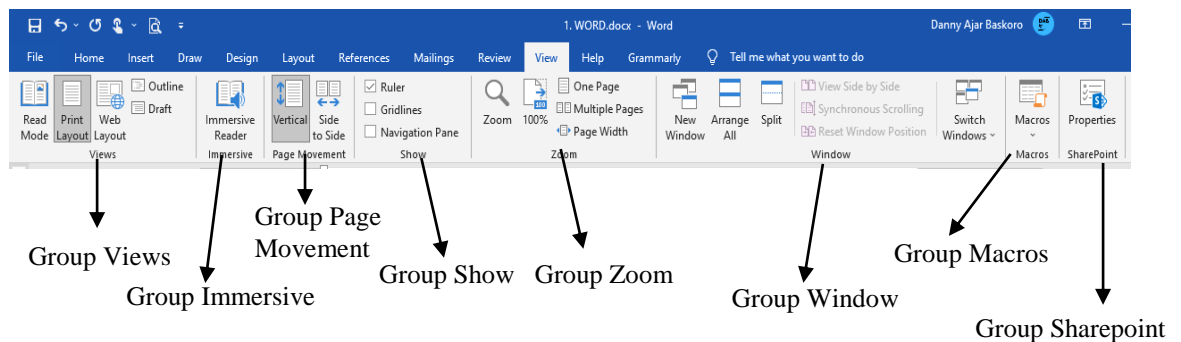 1. WORD.docx - Word
Danny Ajar Baskoro
File Home Insert Draw Design Layout References Mailings Review View Help Grammarly Tell me what you want to do
Read Mode
Print Layout
Web Layout
Outline
Draft
Views
Immersive Reader
Immersive
Vertical
Side to Side
Page Movement
Ruler
Gridlines
Navigation Pane
Show
Zoom
100%
One Page
Multiple Pages
Page Width
Zoom
New Window
Arrange All
Split
View Side by Side
Synchronous Scrolling
Reset Window Position
Switch Windows
Window
Macros
Macros
Properties
SharePoint
Group Views
Group Immersive
Group Page
Movement
Group Show
Group Zoom
Group Window
Group Macros
Group Sharepoint